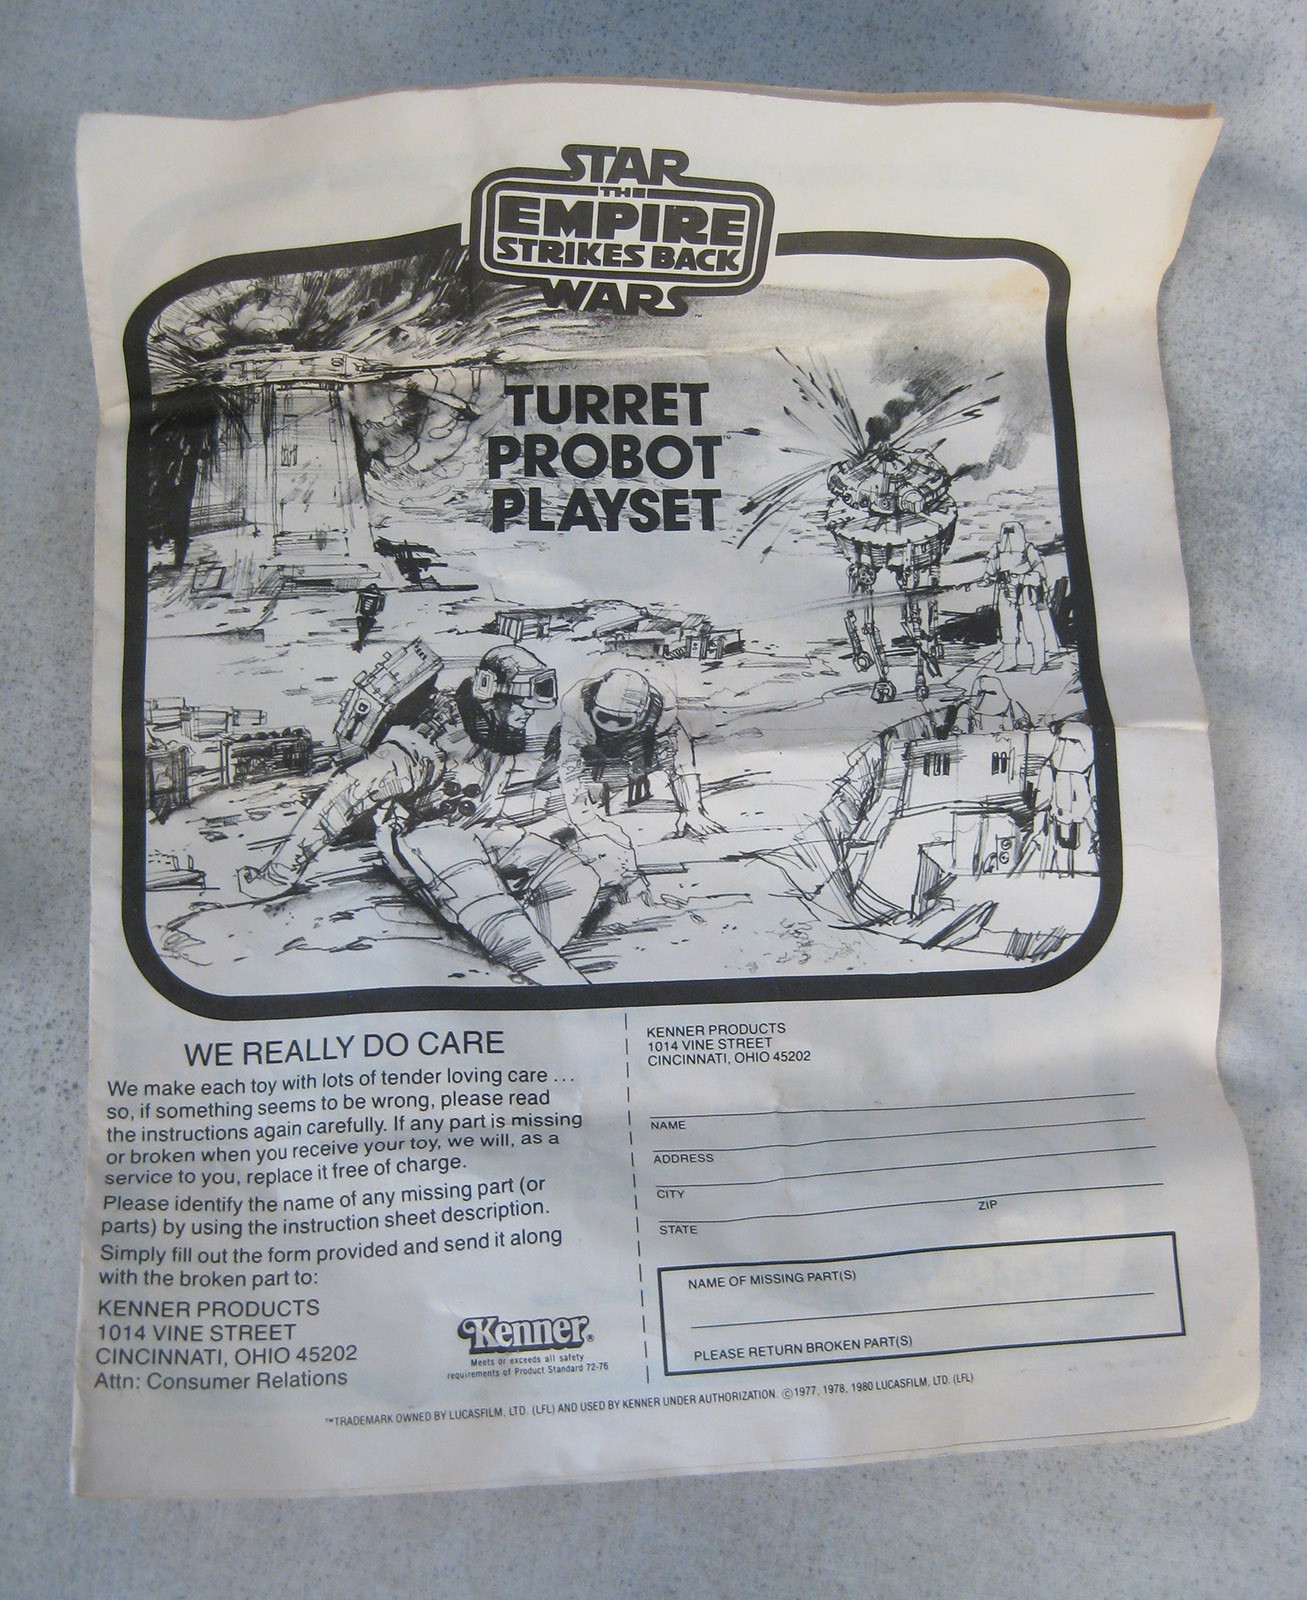 STAR
THE
EMPIRE
STRIKES BACK
WARS™
TURRET
PROBOT™
PLAYSET
WE REALLY DO CARE
We make each toy with lots of tender loving care ...
so, if something seems to be wrong, please read
the instructions again carefully. If any part is missing
or broken when you receive your toy, we will, as a
service to you, replace it free of charge.
Please identify the name of any missing part (or
parts) by using the instruction sheet description.
Simply fill out the form provided and send it along
with the broken part to:
KENNER PRODUCTS
1014 VINE STREET
CINCINNATI, OHIO 45202
Attn: Consumer Relations
Kenner®
Meets or exceeds all safety
requirements of Product Standard 72-76
KENNER PRODUCTS
1014 VINE STREET
CINCINNATI, OHIO 45202
NAME
ADDRESS
CITY
STATE ZIP
NAME OF MISSING PART(S)
PLEASE RETURN BROKEN PART(S)
™TRADEMARK OWNED BY LUCASFILM, LTD. (LFL) AND USED BY KENNER UNDER AUTHORIZATION. ©1977, 1978, 1980 LUCASFILM, LTD. (LFL)